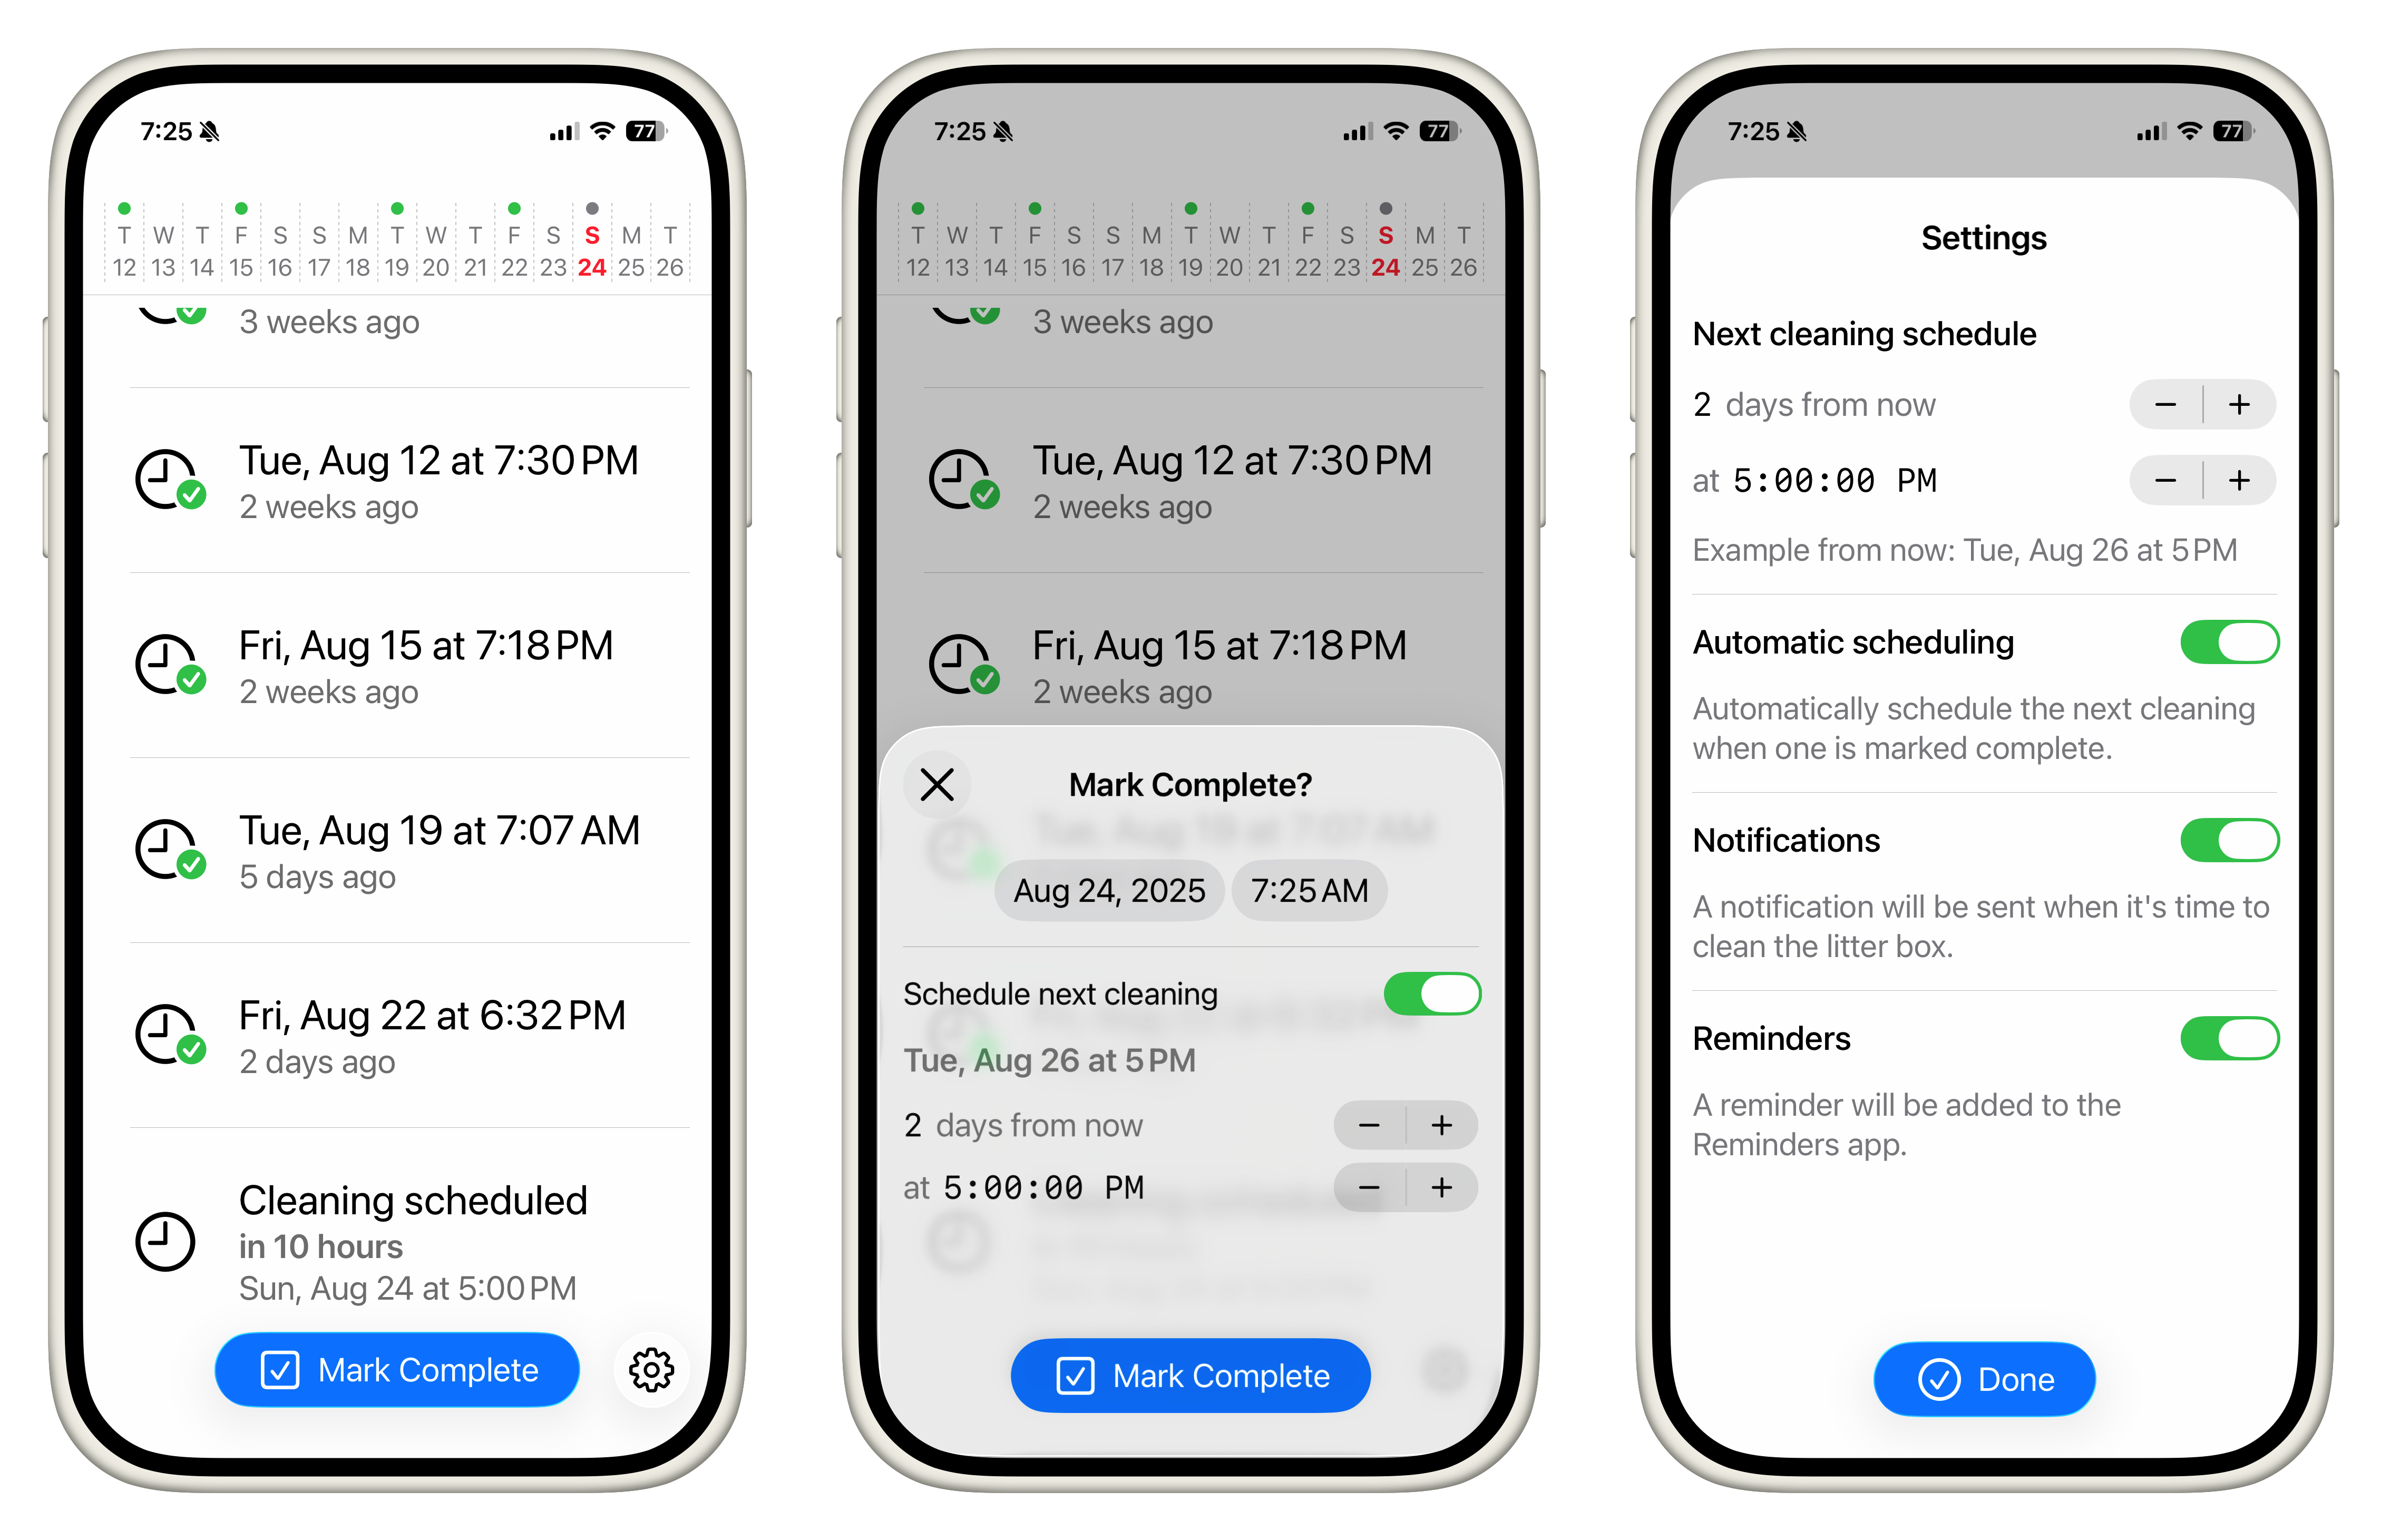 7:25
77
T W T F S S M T W T F S S M T
12 13 14 15 16 17 18 19 20 21 22 23 24 25 26
3 weeks ago
Tue, Aug 12 at 7:30 PM
2 weeks ago
Fri, Aug 15 at 7:18 PM
2 weeks ago
Tue, Aug 19 at 7:07 AM
5 days ago
Fri, Aug 22 at 6:32 PM
2 days ago
Cleaning scheduled
in 10 hours
Sun, Aug 24 at 5:00 PM
Mark Complete
7:25
77
T W T F S S M T W T F S S M T
12 13 14 15 16 17 18 19 20 21 22 23 24 25 26
3 weeks ago
Tue, Aug 12 at 7:30 PM
2 weeks ago
Fri, Aug 15 at 7:18 PM
2 weeks ago
Mark Complete?
Tue, Aug 19 at 7:07 AM
Aug 24, 2025 7:25 AM
Schedule next cleaning
Tue, Aug 26 at 5 PM
2 days from now
at 5:00:00 PM
Mark Complete
7:25
77
Settings
Next cleaning schedule
2 days from now
at 5:00:00 PM
Example from now: Tue, Aug 26 at 5 PM
Automatic scheduling
Automatically schedule the next cleaning
when one is marked complete.
Notifications
A notification will be sent when it's time to
clean the litter box.
Reminders
A reminder will be added to the
Reminders app.
Done